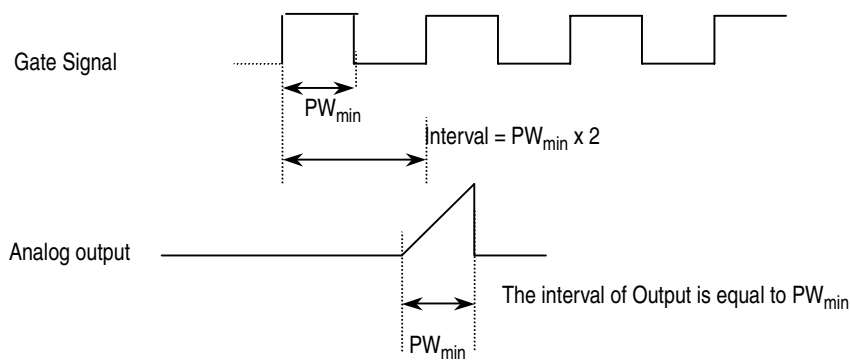 Gate Signal
PWmin
Interval = PWmin x 2
Analog output
The interval of Output is equal to PWmin
PWmin